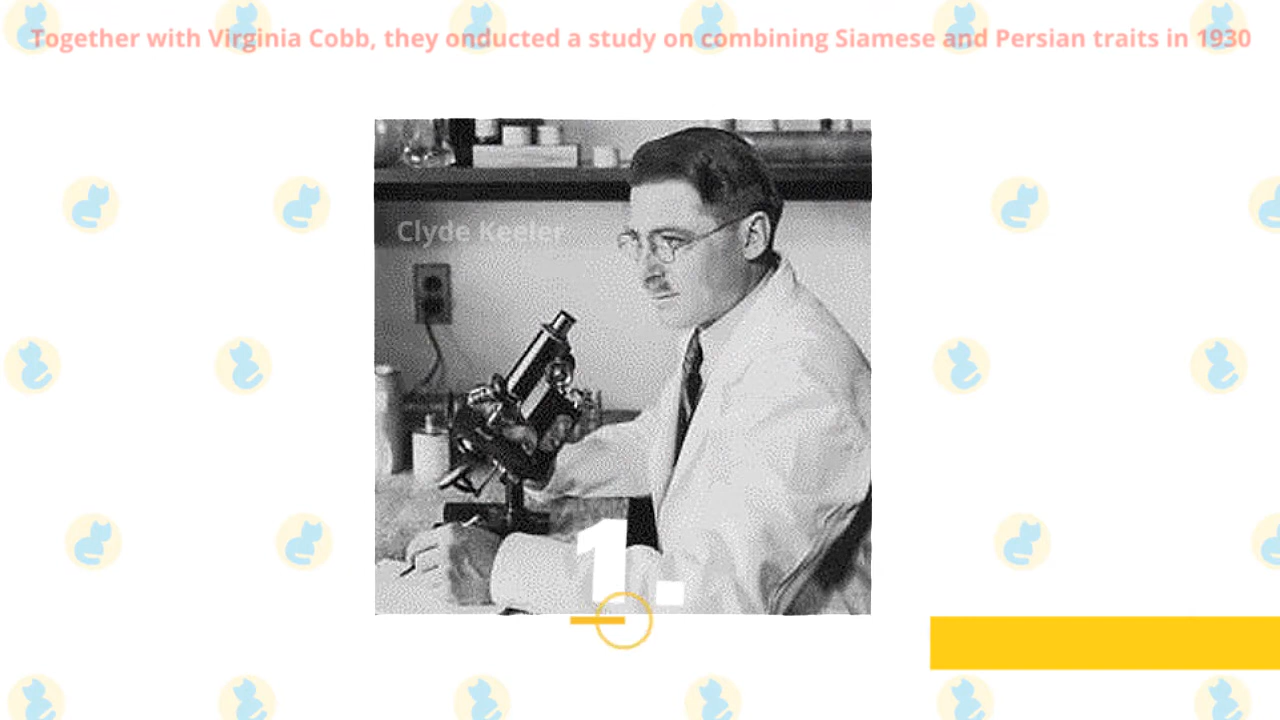 Together with Virginia Cobb, they onducted a study on combining Siamese and Persian traits in 1930
Clyde Keeler
1.